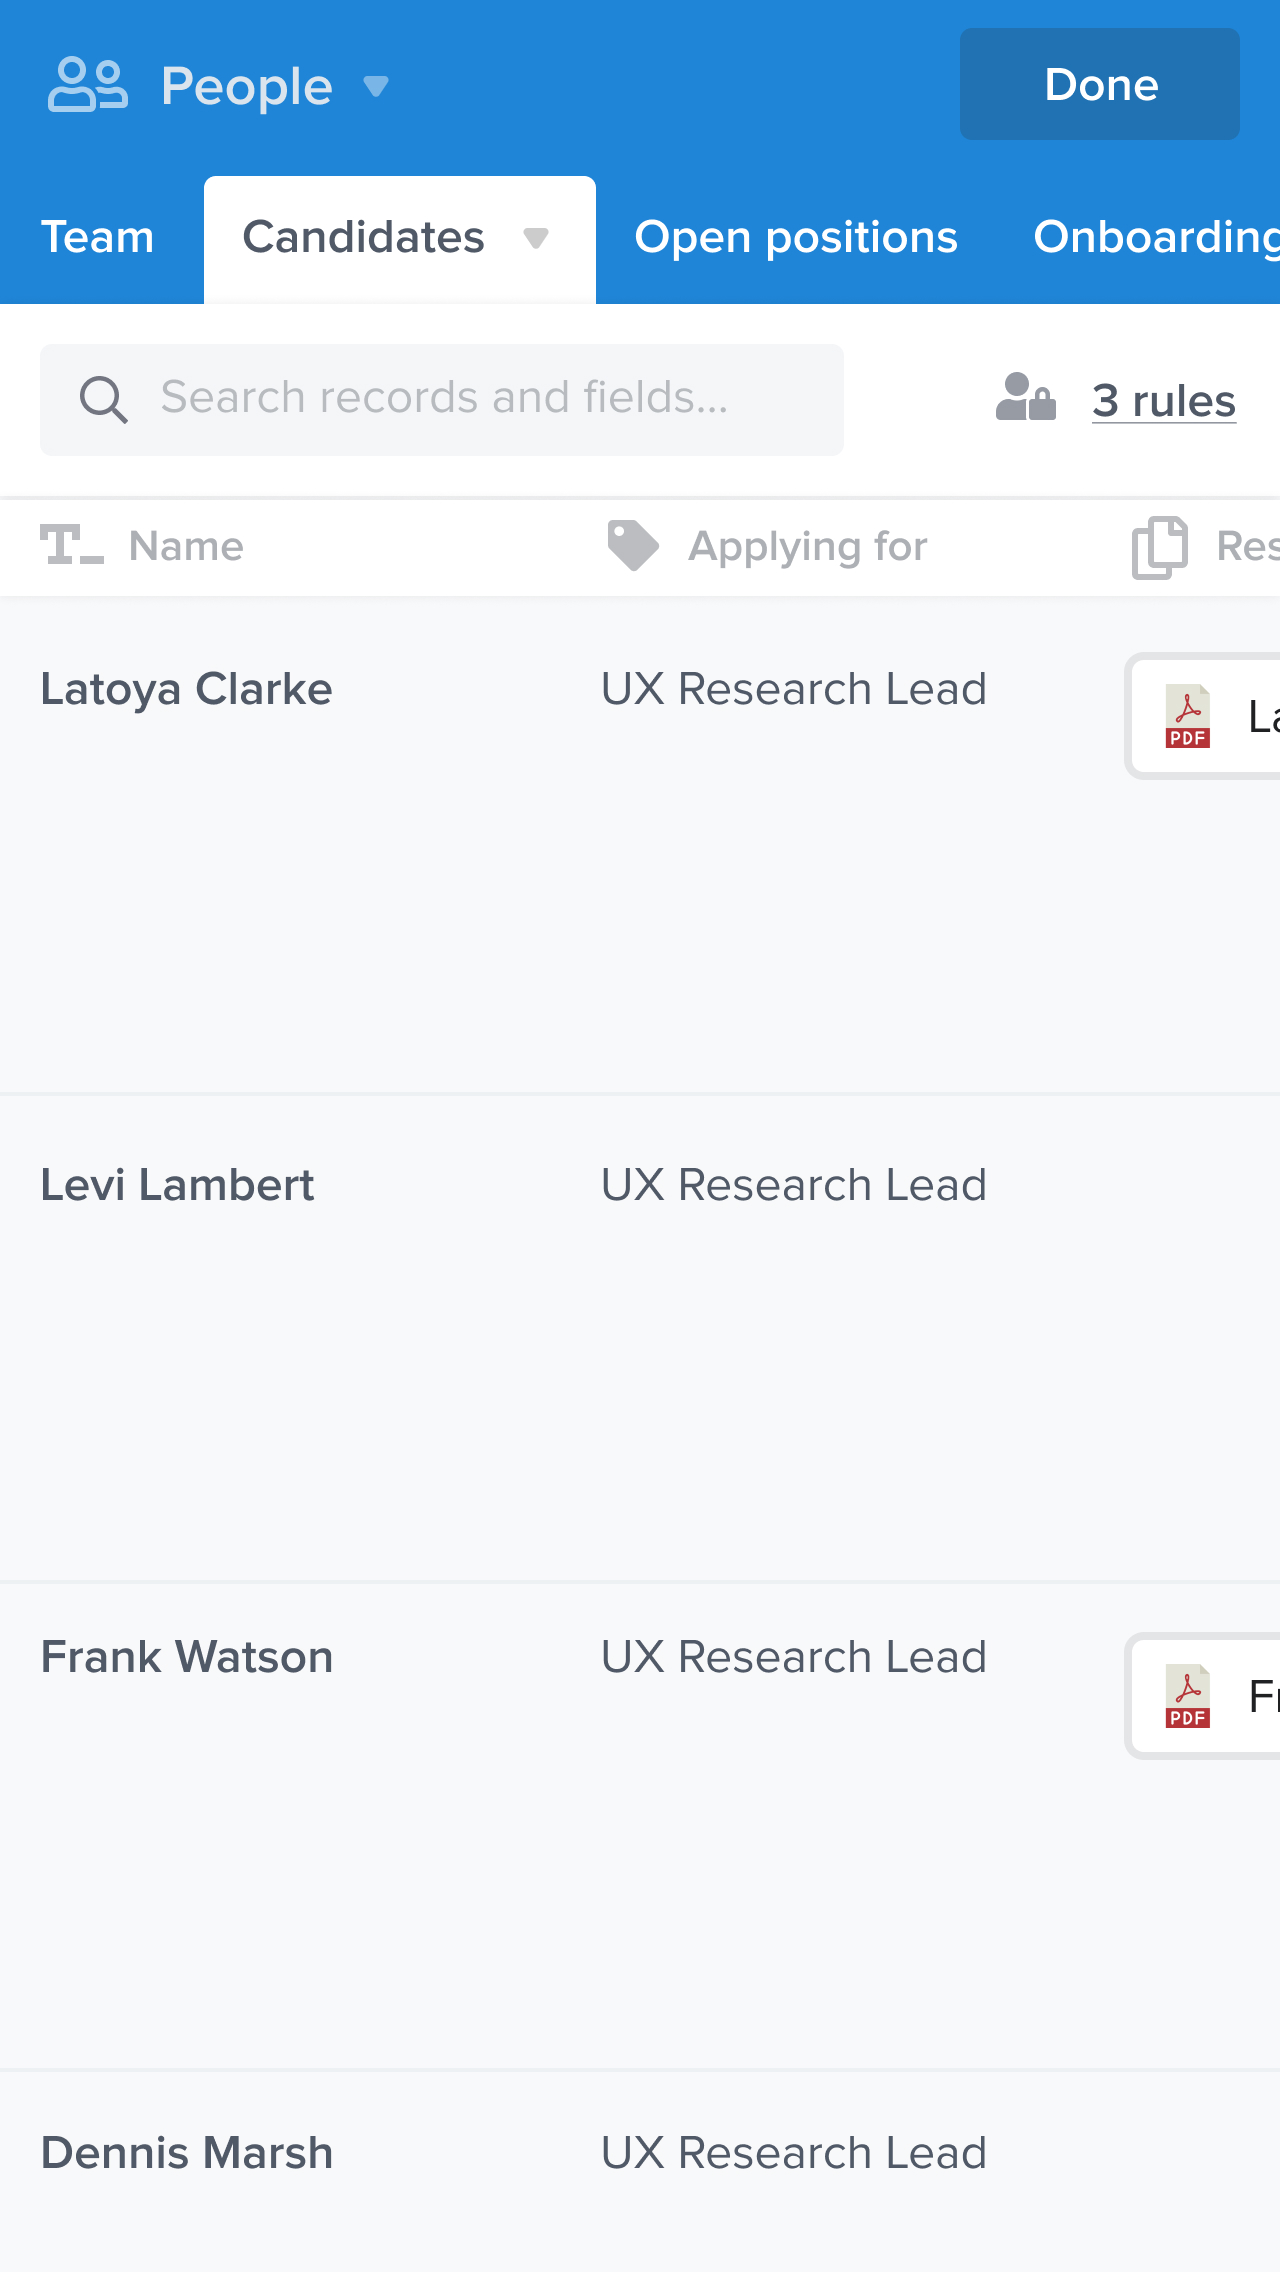 People
Done
Team
Candidates
Open positions
Onboarding
Search records and fields...
3 rules
Name
Applying for
Res
Latoya Clarke
UX Research Lead
PDF
La
Levi Lambert
UX Research Lead
Frank Watson
UX Research Lead
PDF
Fr
Dennis Marsh
UX Research Lead